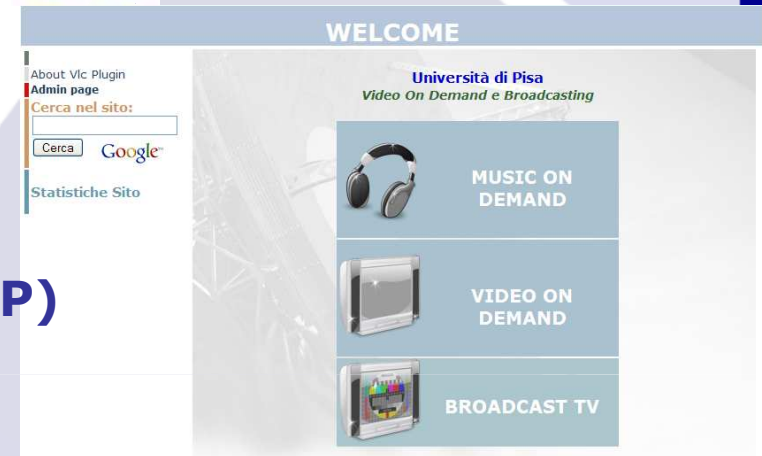 WELCOME
About Vlc Plugin
Admin page
Cerca nel sito:
Cerca
Google™
Statistiche Sito
P)
Università di Pisa
Video On Demand e Broadcasting
MUSIC ON
DEMAND
VIDEO ON
DEMAND
BROADCAST TV